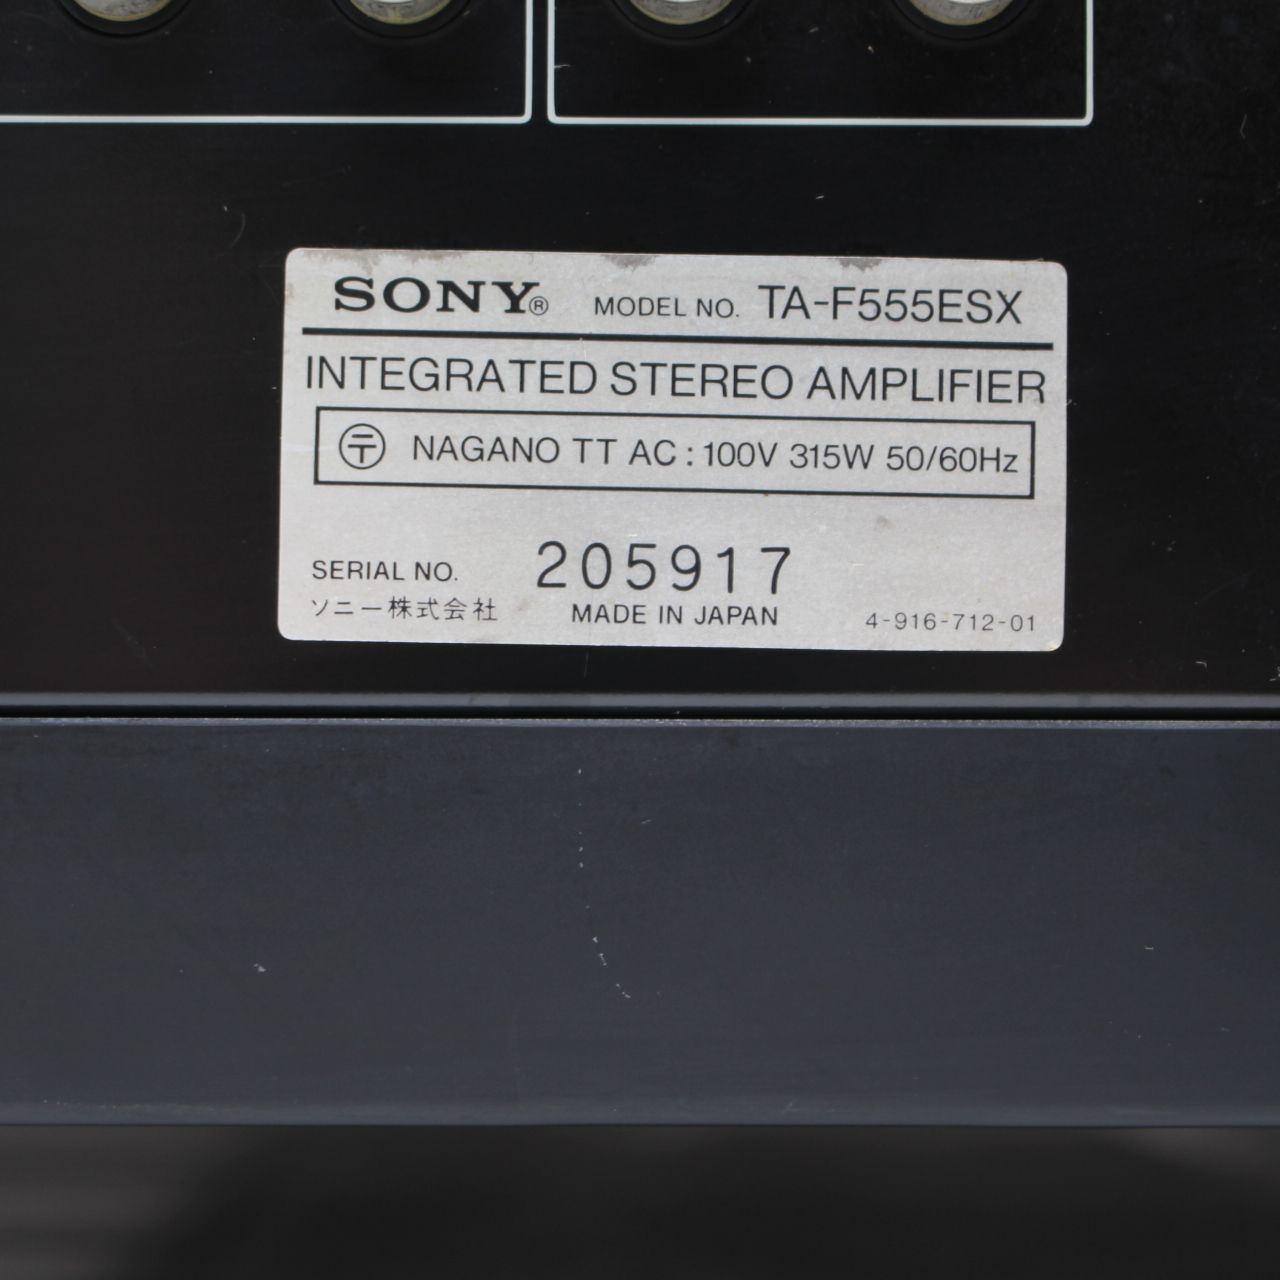 SONY® MODEL NO. TA-F555ESX
INTEGRATED STEREO AMPLIFIER
〶 NAGANO TT AC : 100V 315W 50/60Hz
SERIAL NO. 205917
ソニー株式会社 MADE IN JAPAN 4-916-712-01